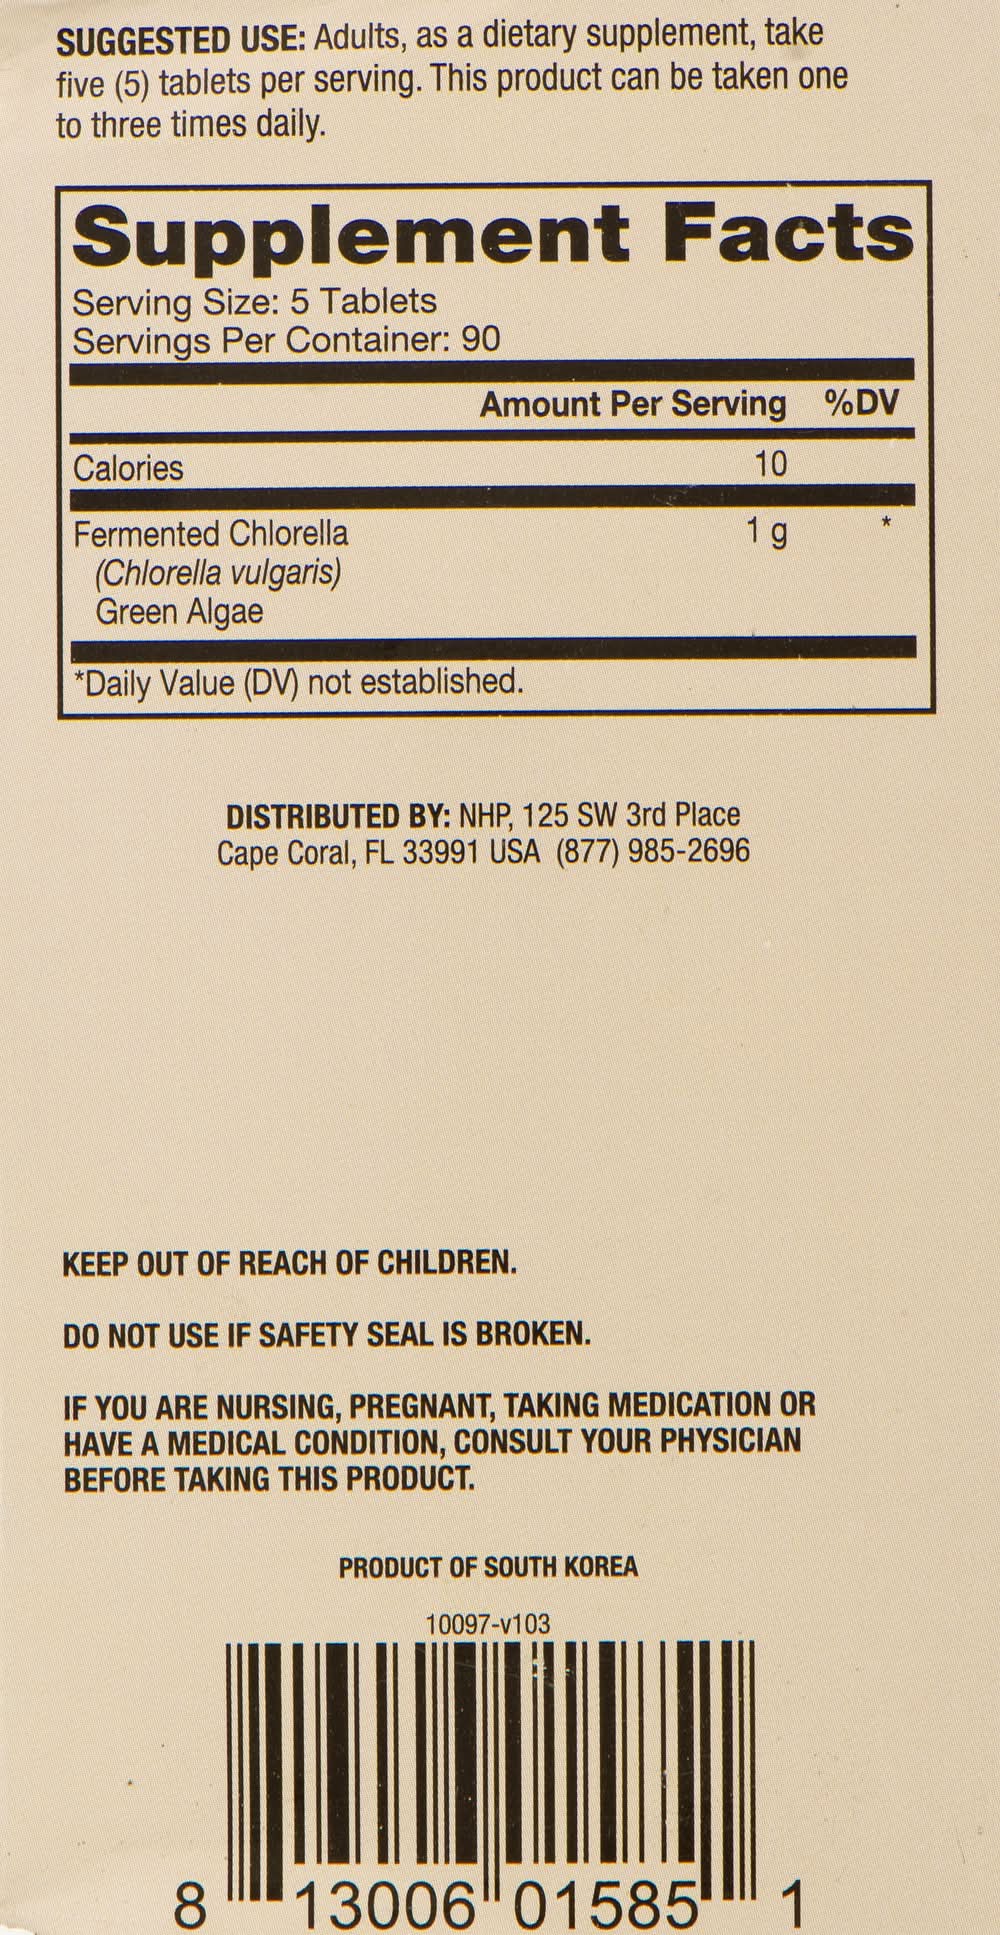 SUGGESTED USE: Adults, as a dietary supplement, take
five (5) tablets per serving. This product can be taken one
to three times daily.
Supplement Facts
Serving Size: 5 Tablets
Servings Per Container: 90
Amount Per Serving %DV
Calories 10
Fermented Chlorella 1 g *
(Chlorella vulgaris)
Green Algae
*Daily Value (DV) not established.
DISTRIBUTED BY: NHP, 125 SW 3rd Place
Cape Coral, FL 33991 USA (877) 985-2696
KEEP OUT OF REACH OF CHILDREN.
DO NOT USE IF SAFETY SEAL IS BROKEN.
IF YOU ARE NURSING, PREGNANT, TAKING MEDICATION OR
HAVE A MEDICAL CONDITION, CONSULT YOUR PHYSICIAN
BEFORE TAKING THIS PRODUCT.
PRODUCT OF SOUTH KOREA
10097-v103
8 13006 01585 1